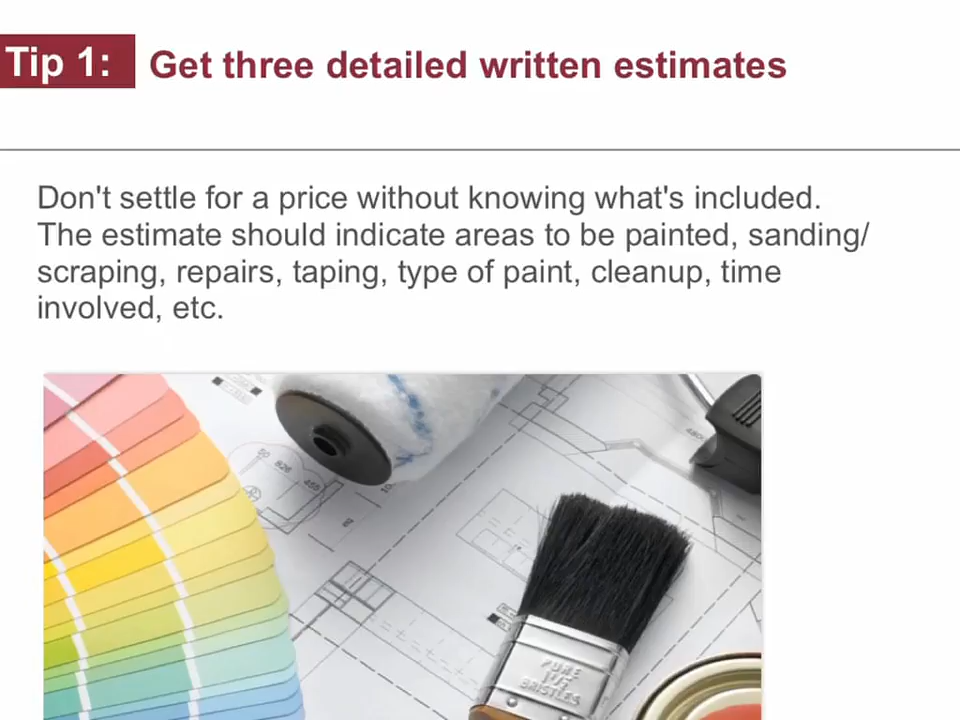 Tip 1: Get three detailed written estimates
Don't settle for a price without knowing what's included.
The estimate should indicate areas to be painted, sanding/
scraping, repairs, taping, type of paint, cleanup, time
involved, etc.
PURE
BRISTLES